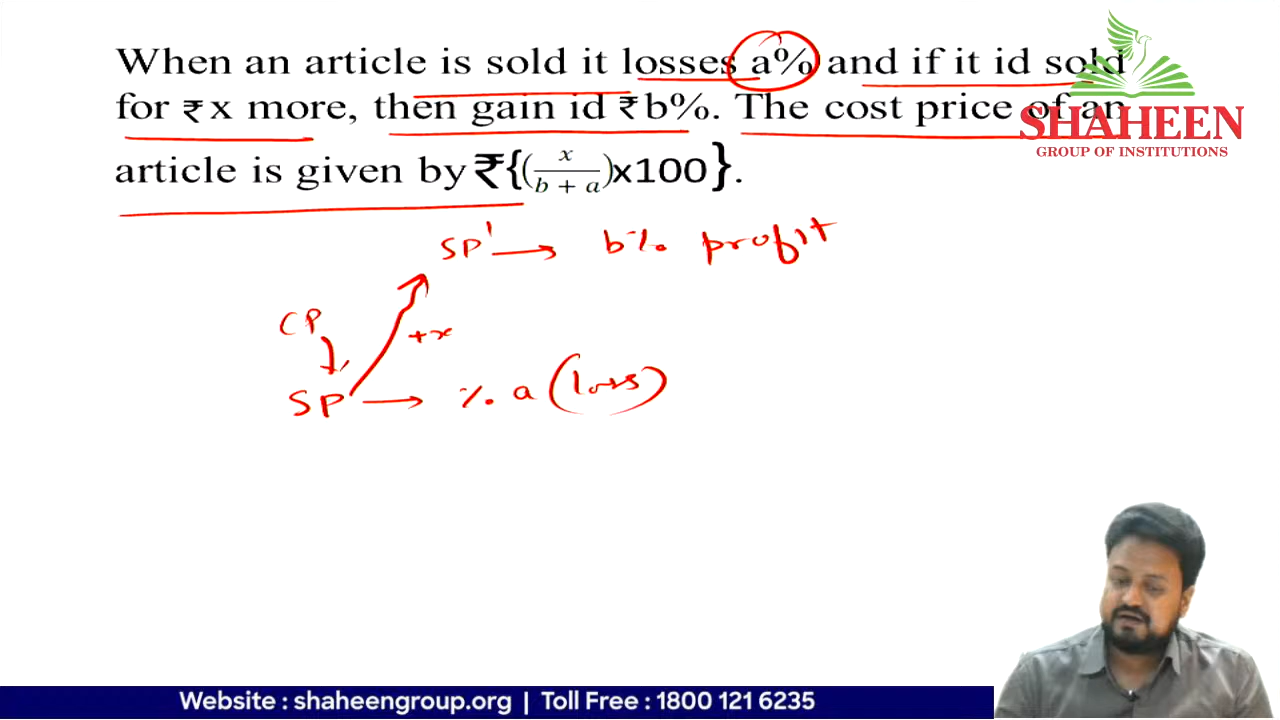 When an article is sold it losses a% and if it id sold
for ₹ x more, then gain id ₹ b%. The cost price of an
article is given by ₹{(x/(b + a))x100}.
SHAHEEN
GROUP OF INSTITUTIONS
SP' → b% profit
CP
+x
SP → % a (loss)
Website : shaheengroup.org | Toll Free : 1800 121 6235